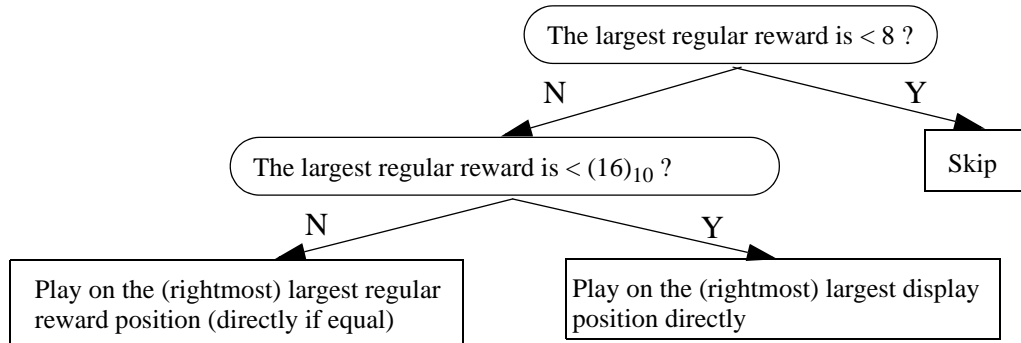 The largest regular reward is < 8 ?
N
Y
The largest regular reward is < (16)₁₀ ?
Skip
N
Y
Play on the (rightmost) largest regular
reward position (directly if equal)
Play on the (rightmost) largest display
position directly